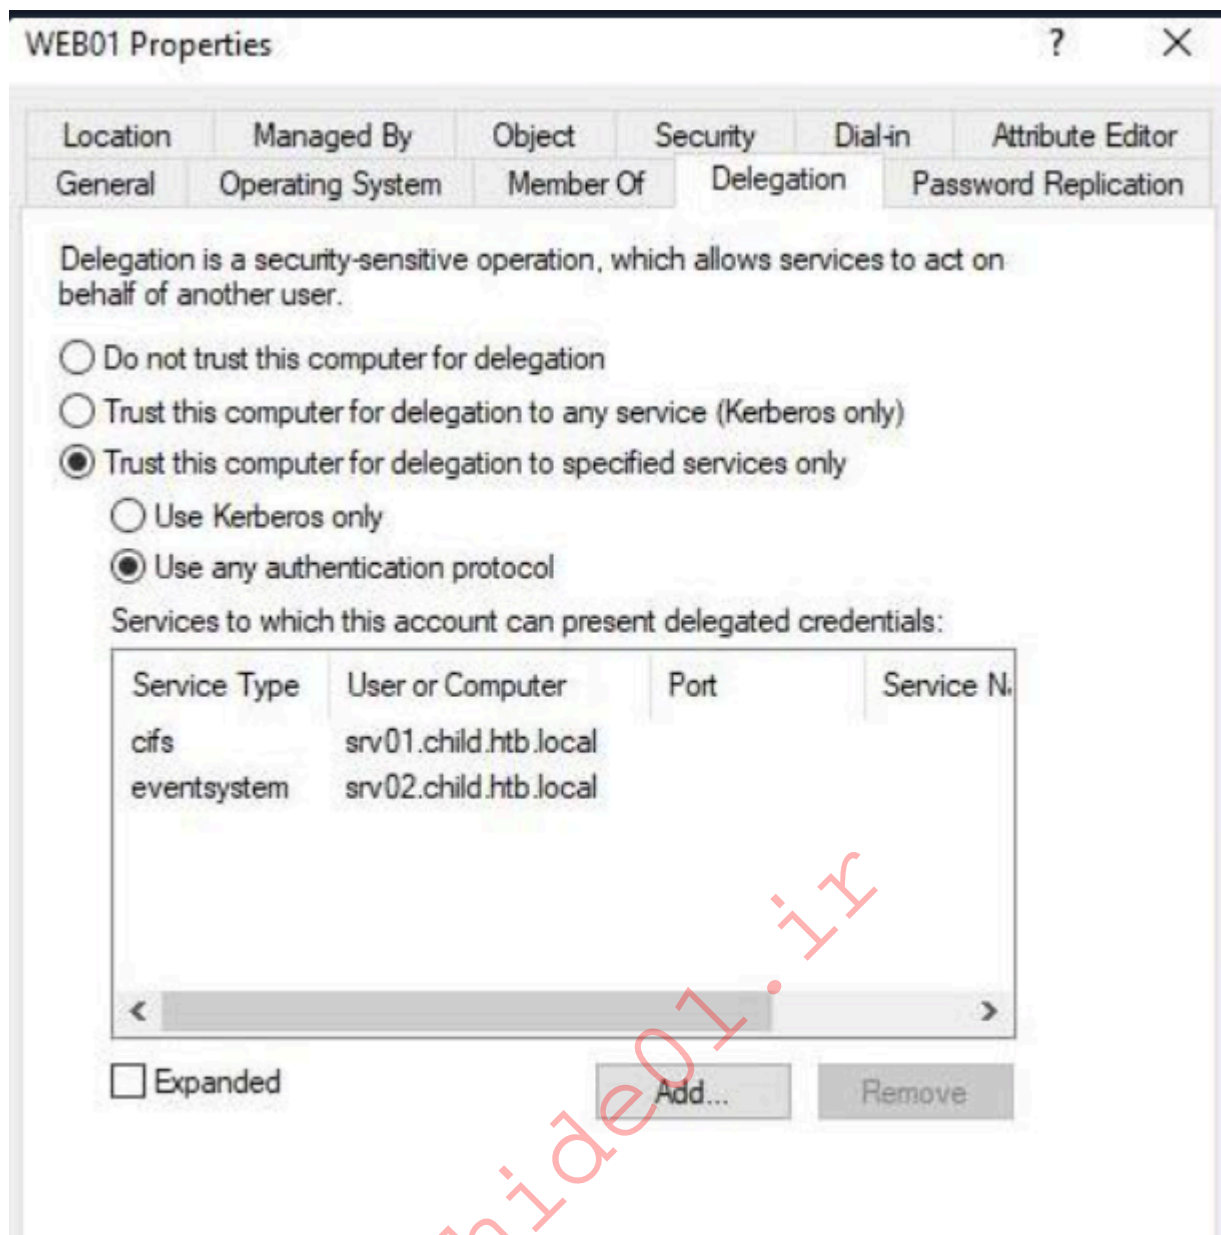 WEB01 Properties ? ✕
Location Managed By Object Security Dial-in Attribute Editor
General Operating System Member Of Delegation Password Replication
Delegation is a security-sensitive operation, which allows services to act on
behalf of another user.
Do not trust this computer for delegation
Trust this computer for delegation to any service (Kerberos only)
Trust this computer for delegation to specified services only
Use Kerberos only
Use any authentication protocol
Services to which this account can present delegated credentials:
Service Type User or Computer Port Service
cifs srv01.child.htb.local
eventsystem srv02.child.htb.local
Expanded Add... Remove
hide01.ir